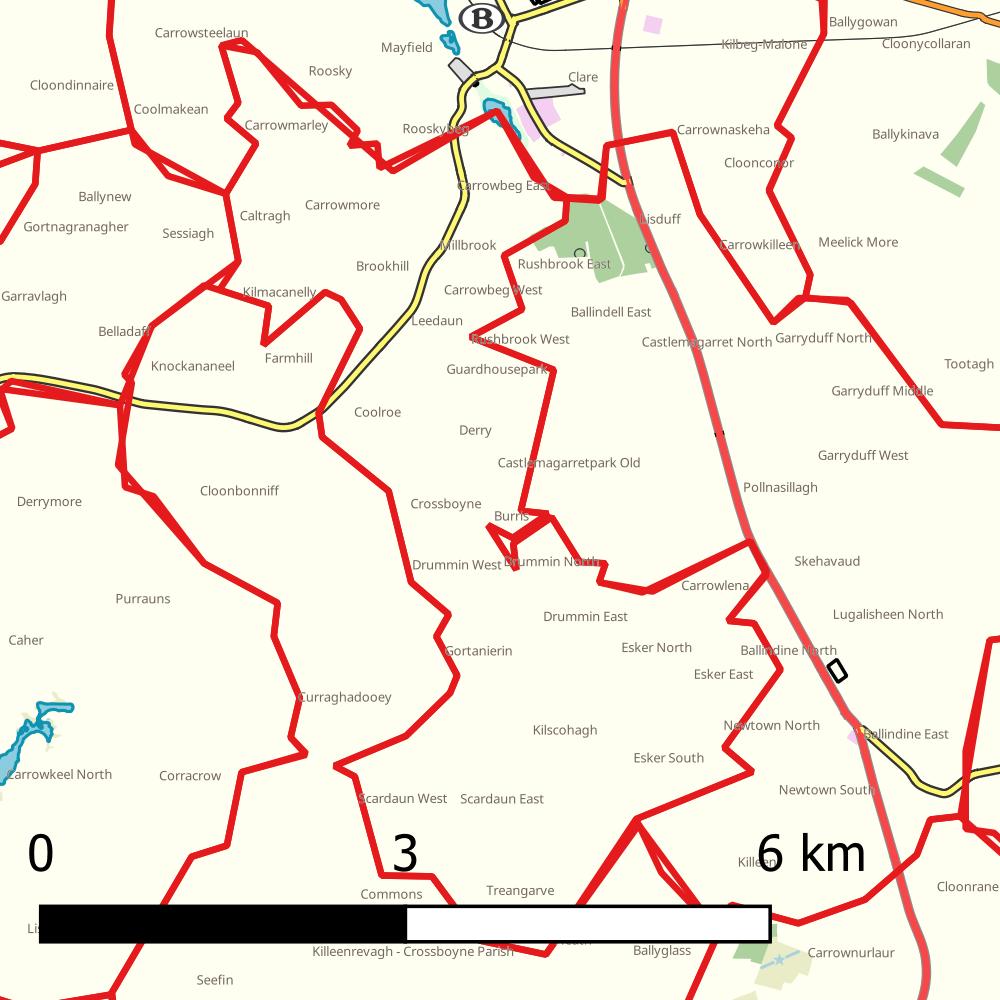 B
Ballygowan
Carrowsteelaun
Mayfield
Kilbeg-Malone
Cloonycollaran
Roosky
Clare
Cloondinnaire
Coolmakean
Carrowmarley
Rooskybeg
Carrownaskeha
Ballykinava
Cloonconor
Carrowbeg East
Ballynew
Carrowmore
Caltragh
Lisduff
Gortnagranagher
Sessiagh
Millbrook
Carrowkilleen
Meelick More
Brookhill
Rushbrook East
Garravlagh
Kilmacanelly
Carrowbeg West
Ballindell East
Leedaun
Belladaff
Rushbrook West
Castlemagarret North
Garryduff North
Farmhill
Knockananeel
Guardhousepark
Tootagh
Garryduff Middle
Coolroe
Derry
Garryduff West
Castlemagarretpark Old
Cloonbonniff
Pollnasillagh
Derrymore
Crossboyne
Burris
Drummin West
Drummin North
Skehavaud
Carrowlena
Purrauns
Drummin East
Lugalisheen North
Caher
Gortanierin
Esker North
Ballindine North
Esker East
Curraghadooey
Kilscohagh
Newtown North
Ballindine East
Esker South
Carrowkeel North
Corracrow
Newtown South
Scardaun West
Scardaun East
0
3
6 km
Killeen
Commons
Treangarve
Cloonrane
Killeenrevagh - Crossboyne Parish
Ballyglass
Carrownurlaur
Seefin